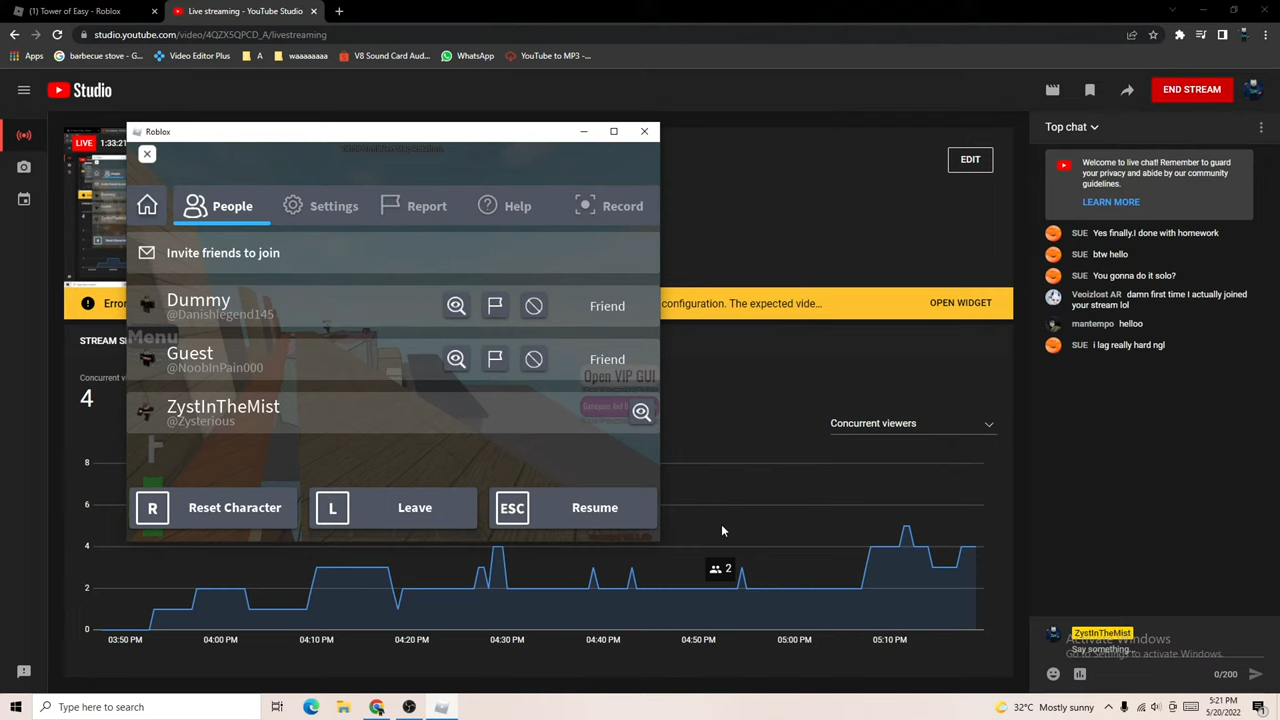 (1) Tower of Easy - Roblox
Live streaming - YouTube Studio
studio.youtube.com/video/4QZX5QPCD_A/livestreaming
Apps
barbecue stove - G...
Video Editor Plus
A
waaaaaaa
V8 Sound Card Aud...
WhatsApp
YouTube to MP3 -...
Studio
END STREAM
LIVE
1:33:21
EDIT
Error
configuration. The expected vide...
OPEN WIDGET
STREAM S
Concurrent v
4
Roblox
People
Settings
Report
Help
Record
Invite friends to join
Dummy
@Danishlegend145
Friend
Menu
Guest
@NoobInPain000
Friend
Open VIP GUI
ZystInTheMist
@Zysterious
R
Reset Character
L
Leave
ESC
Resume
Concurrent viewers
8
6
4
2
0
2
03:50 PM
04:00 PM
04:10 PM
04:20 PM
04:30 PM
04:40 PM
04:50 PM
05:00 PM
05:10 PM
Top chat
Welcome to live chat! Remember to guard
your privacy and abide by our community
guidelines.
LEARN MORE
SUE Yes finally.I done with homework
SUE btw hello
SUE You gonna do it solo?
Veoizlost AR damn first time I actually joined
your stream lol
mantempo helloo
SUE i lag really hard ngl
ZystInTheMist
Say something...
Activate Windows
Go to Settings to activate Windows.
0/200
Type here to search
32°C Mostly sunny
5:21 PM
5/20/2022